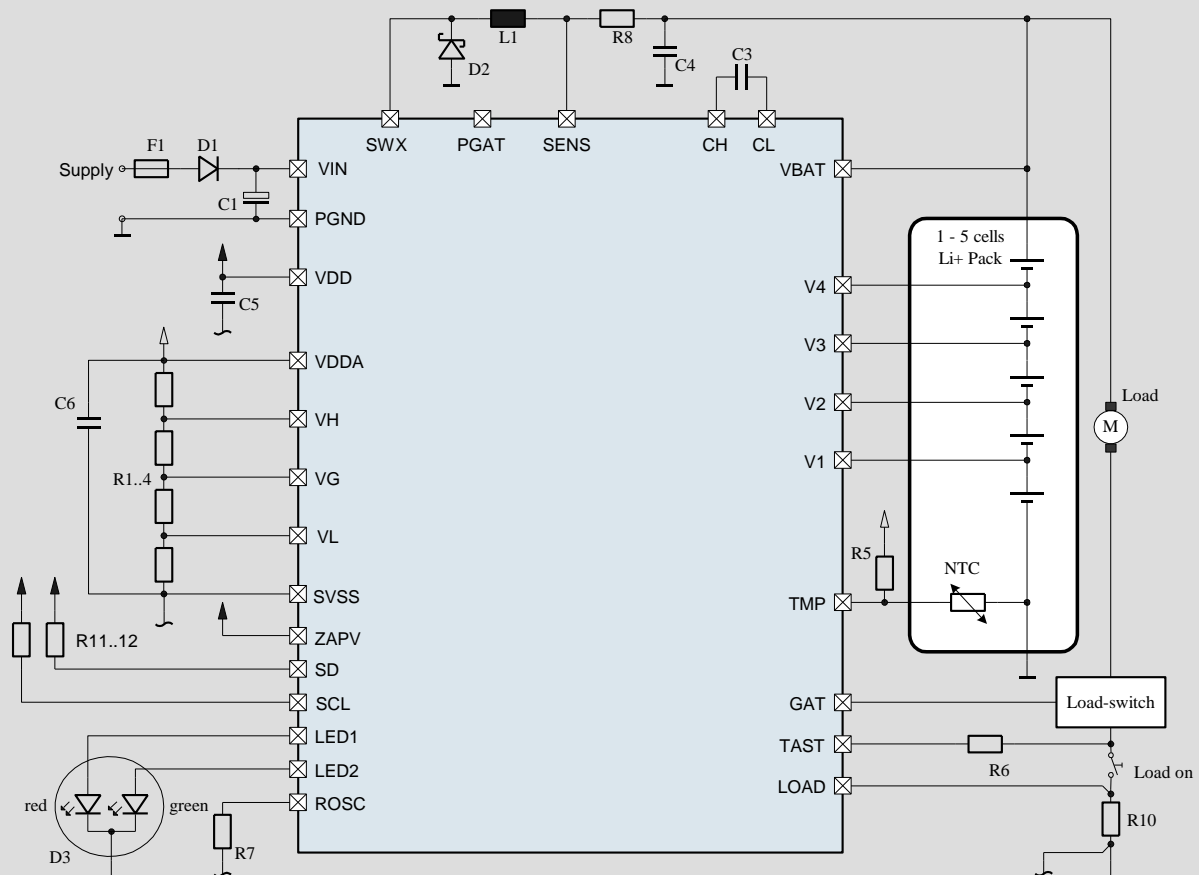 L1
R8
D2
C4
C3
SWX
PGAT
SENS
CH
CL
F1
D1
Supply
VIN
VBAT
C1
PGND
1 - 5 cells
Li+ Pack
VDD
C5
V4
V3
VDDA
C6
VH
V2
Load
M
R1..4
VG
V1
VL
R5
NTC
SVSS
TMP
R11..12
ZAPV
SD
SCL
GAT
Load-switch
LED1
TAST
R6
LED2
Load on
LOAD
red
green
ROSC
R10
D3
R7